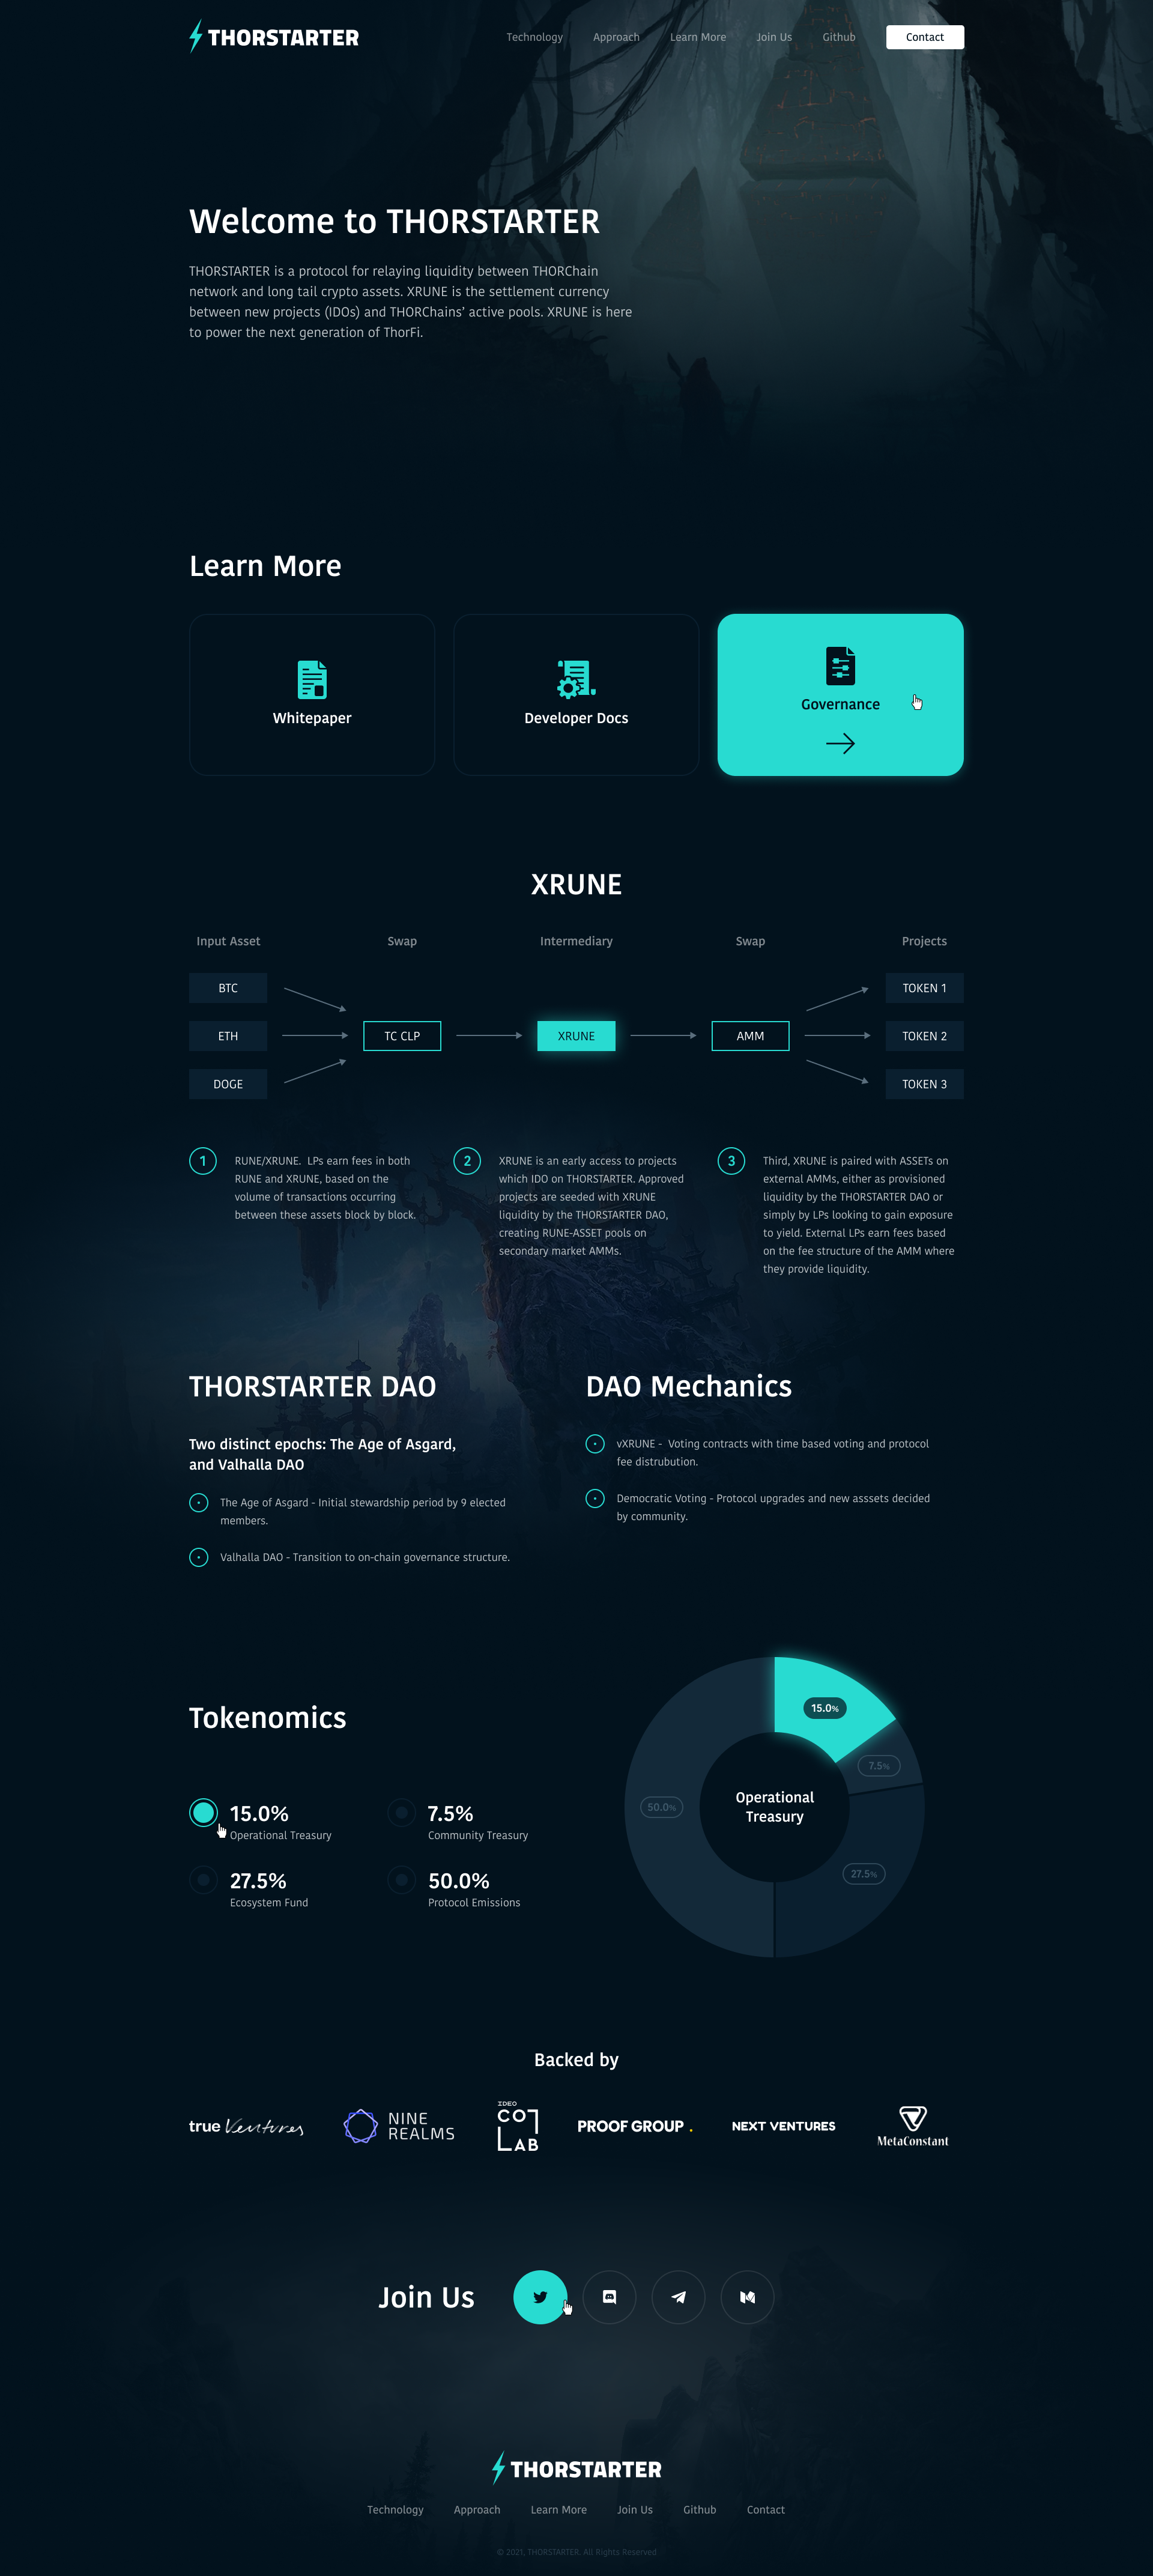 THORSTARTER
Technology
Approach
Learn More
Join Us
Github
Contact
Welcome to THORSTARTER
THORSTARTER is a protocol for relaying liquidity between THORChain
network and long tail crypto assets. XRUNE is the settlement currency
between new projects (IDOs) and THORChains’ active pools. XRUNE is here
to power the next generation of ThorFi.
Learn More
Whitepaper
Developer Docs
Governance
XRUNE
Input Asset
Swap
Intermediary
Swap
Projects
BTC
TOKEN 1
ETH
TC CLP
XRUNE
AMM
TOKEN 2
DOGE
TOKEN 3
1
RUNE/XRUNE.  LPs earn fees in both
RUNE and XRUNE, based on the
volume of transactions occurring
between these assets block by block.
2
XRUNE is an early access to projects
which IDO on THORSTARTER. Approved
projects are seeded with XRUNE
liquidity by the THORSTARTER DAO,
creating RUNE-ASSET pools on
secondary market AMMs.
3
Third, XRUNE is paired with ASSETs on
external AMMs, either as provisioned
liquidity by the THORSTARTER DAO or
simply by LPs looking to gain exposure
to yield. External LPs earn fees based
on the fee structure of the AMM where
they provide liquidity.
THORSTARTER DAO
Two distinct epochs: The Age of Asgard,
and Valhalla DAO
The Age of Asgard - Initial stewardship period by 9 elected
members.
Valhalla DAO - Transition to on-chain governance structure.
DAO Mechanics
vXRUNE -  Voting contracts with time based voting and protocol
fee distrubution.
Democratic Voting - Protocol upgrades and new asssets decided
by community.
Tokenomics
15.0%
Operational Treasury
7.5%
Community Treasury
27.5%
Ecosystem Fund
50.0%
Protocol Emissions
15.0%
7.5%
50.0%
Operational
Treasury
27.5%
Backed by
true Ventures
NINE
REALMS
IDEO
CO
LAB
PROOF GROUP.
NEXT VENTURES
MetaConstant
Join Us
THORSTARTER
Technology
Approach
Learn More
Join Us
Github
Contact
© 2021, THORSTARTER. All Rights Reserved